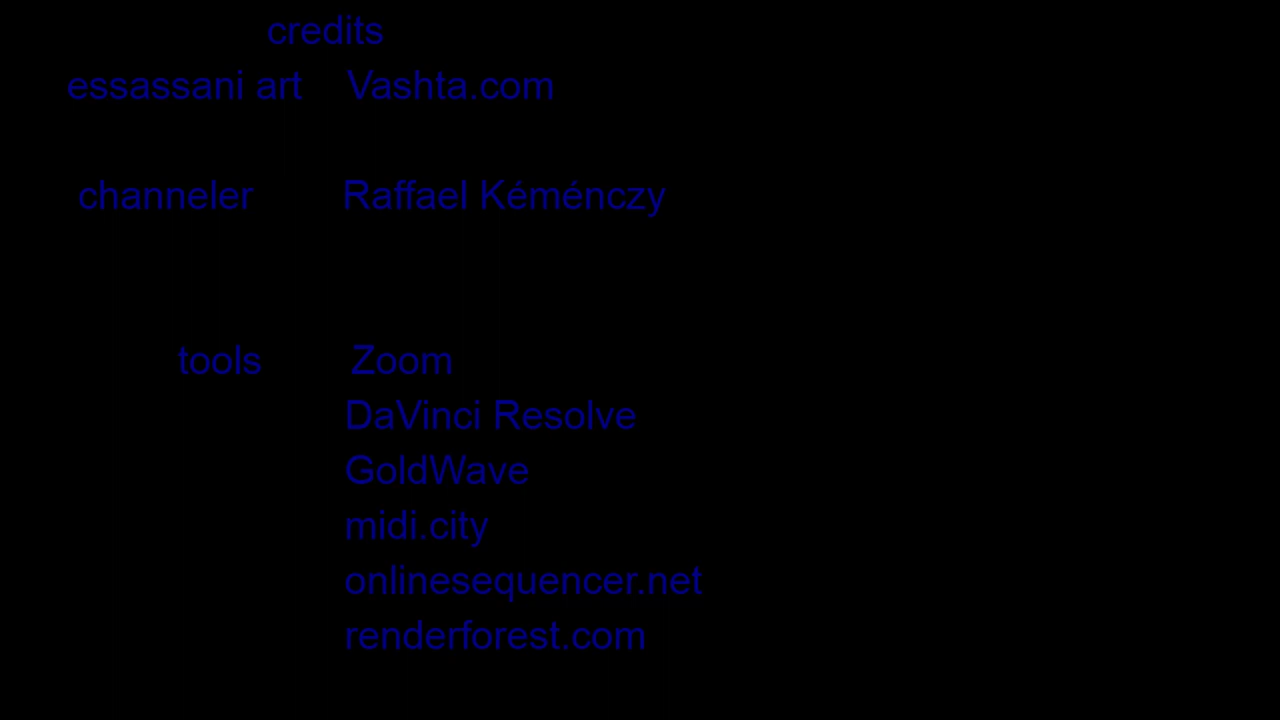 credits
essassani art Vashta.com
channeler Raffael Kéménczy
tools Zoom
DaVinci Resolve
GoldWave
midi.city
onlinesequencer.net
renderforest.com